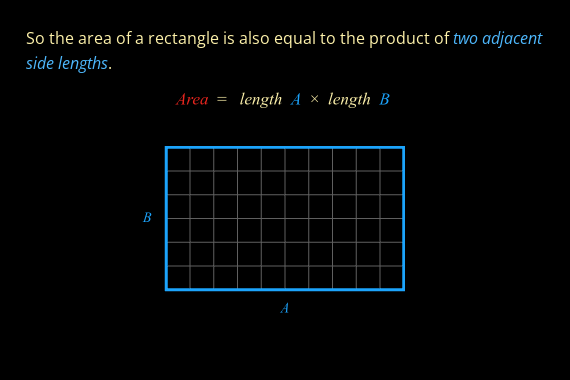 So the area of a rectangle is also equal to the product of two adjacent
side lengths.
Area = length A × length B
B
A